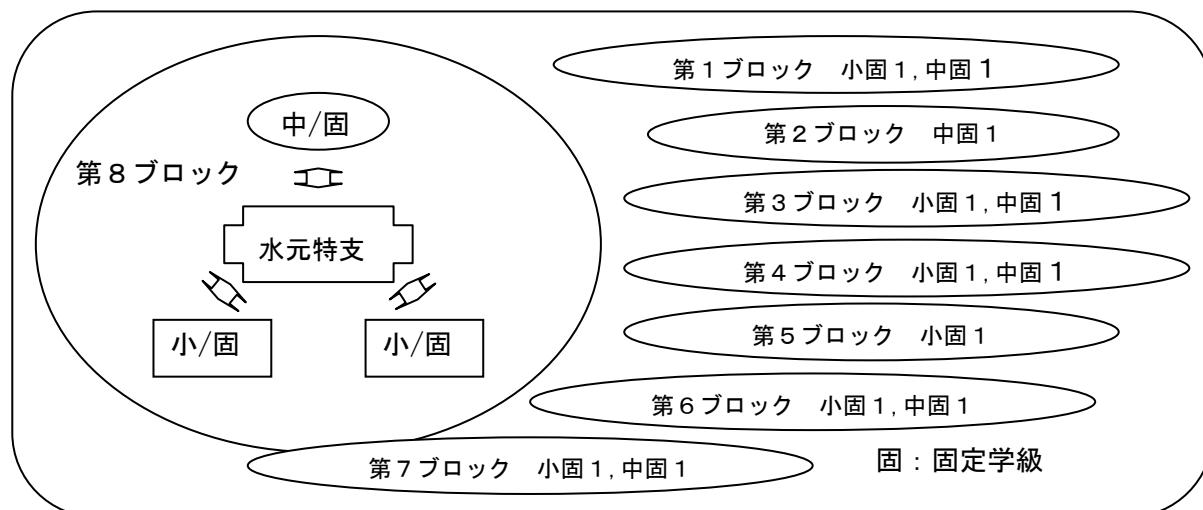 第８ブロック
中/固
水元特支
小/固
小/固
第１ブロック　小固１,中固１
第２ブロック　中固１
第３ブロック　小固１,中固１
第４ブロック　小固１,中固１
第５ブロック　小固１
第６ブロック　小固１,中固１
第７ブロック　小固１,中固１
固：固定学級